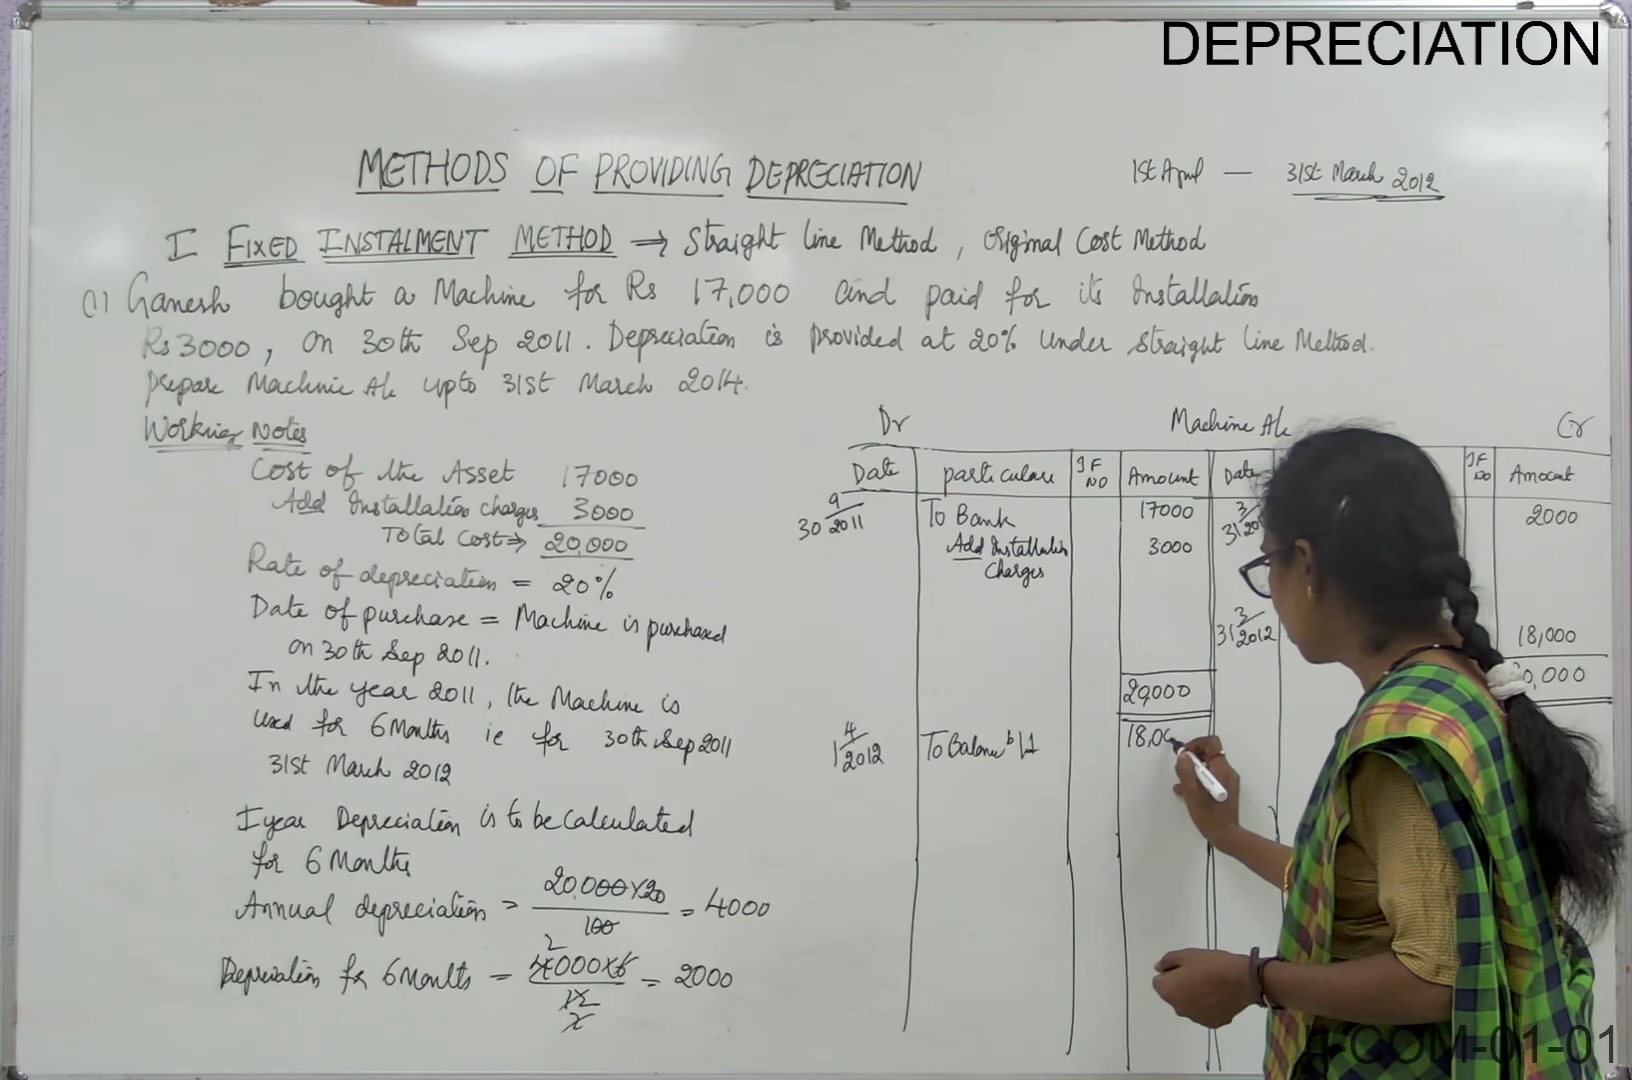 DEPRECIATION
METHODS OF PROVIDING DEPRECIATION
1st April — 31st March 2012
I FIXED INSTALMENT METHOD ⇒ Straight Line Method, Original Cost Method
(1) Ganesh bought a Machine for Rs 17,000 and paid for its Installation
Rs 3000, on 30th Sep 2011. Depreciation is provided at 20% under Straight Line Method.
Prepare Machine A/c upto 31st March 2014.
Working Notes
Cost of the Asset 17000
Add Installation charges 3000
Total Cost ⇒ 20,000
Rate of depreciation = 20%
Date of purchase = Machine is purchased
on 30th Sep 2011.
In the year 2011, the Machine is
used for 6 Months ie for 30th Sep 2011
31st March 2012
I year Depreciation is to be Calculated
for 6 Months
Annual depreciation = 20,000 x 20 / 100 = 4000
Depreciation for 6 Months = 4000 x 6 / 12 = 2000
2
2
Dr Machine A/c Cr
Date Particulars J F NO Amount Date J F NO Amount
30 9/2011 To Bank 17000 31 3/ 2000
Add Installation 3000
Charges
31 3/2012 18,000
20,000 0,000
1 4/2012 To Balance b/d 18,0
COM-01-01